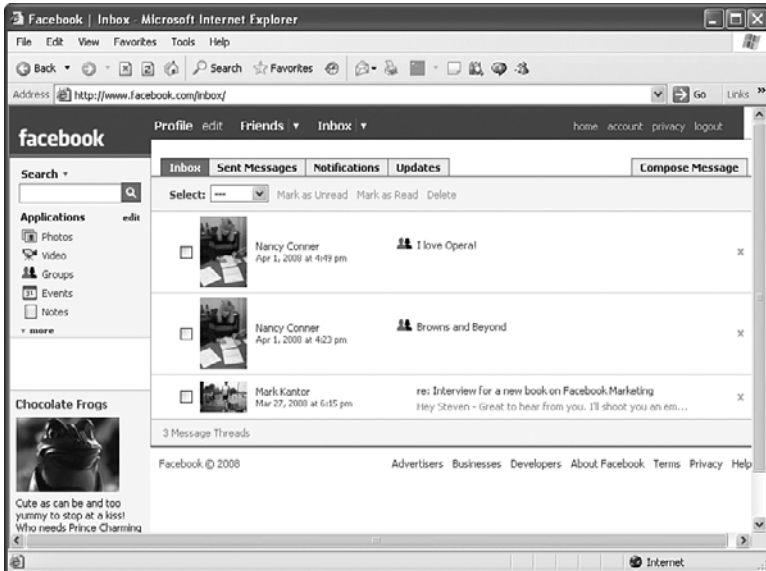 Facebook | Inbox - Microsoft Internet Explorer
File Edit View Favorites Tools Help
Back Search Favorites
Address http://www.facebook.com/inbox/ Go Links »
facebook
Profile edit Friends Inbox home account privacy logout
Search
Applications edit
Photos
Video
Groups
31 Events
Notes
more
Chocolate Frogs
Cute as can be and too
yummy to stop at a kiss!
Who needs Prince Charming
Inbox Sent Messages Notifications Updates Compose Message
Select: --- Mark as Unread Mark as Read Delete
Nancy Conner
Apr 1, 2008 at 4:49 pm
I love Opera!
x
Nancy Conner
Apr 1, 2008 at 4:23 pm
Browns and Beyond
x
Mark Kantor
Mar 27, 2008 at 6:15 pm
re: Interview for a new book on Facebook Marketing
Hey Steven - Great to hear from you. I'll shoot you an em...
x
3 Message Threads
Facebook © 2008 Advertisers Businesses Developers About Facebook Terms Privacy Help
Internet